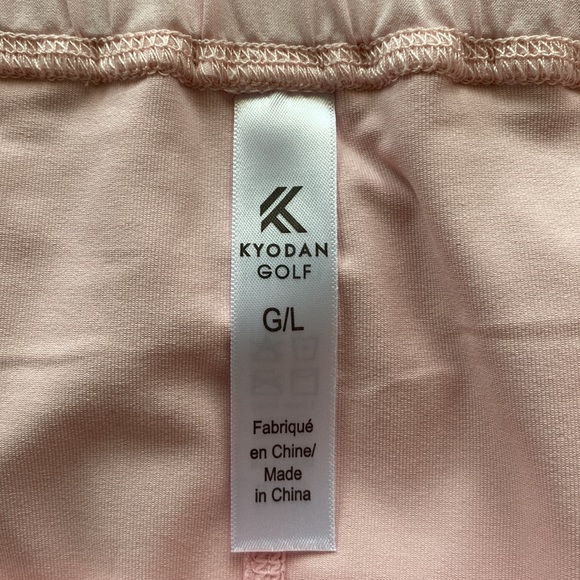 KYODAN
GOLF
G/L
Fabriqué
en Chine/
Made
in China